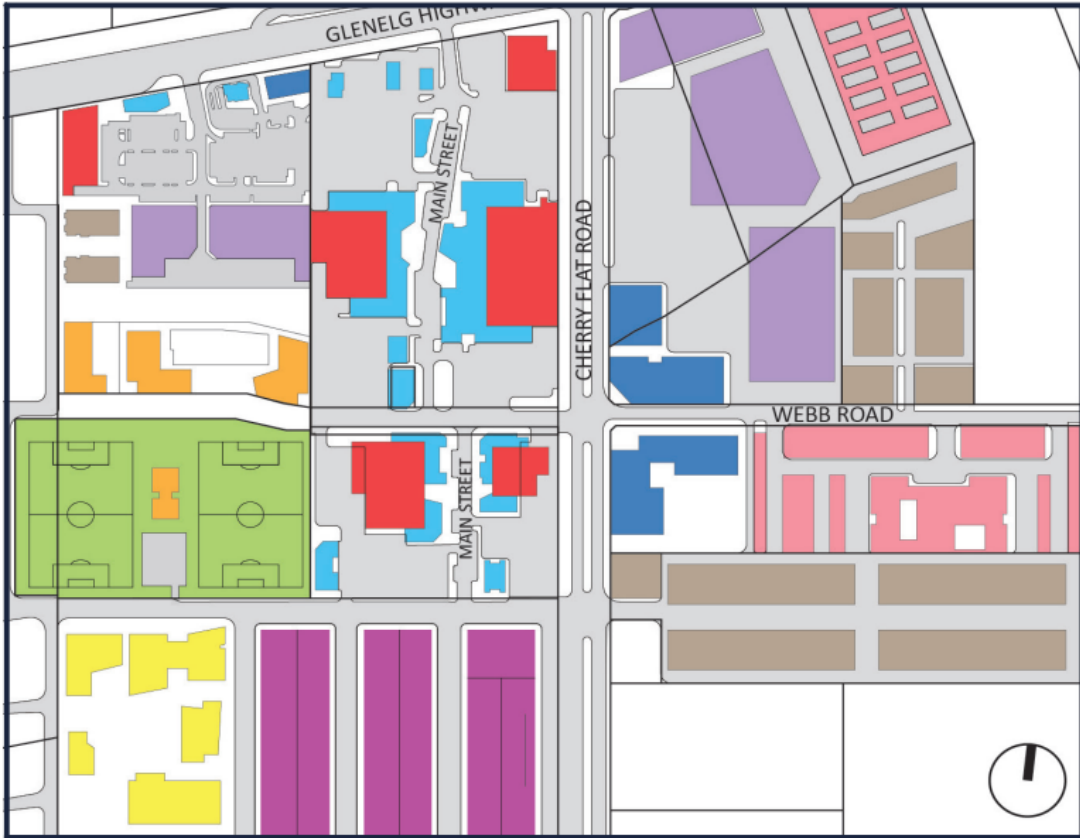 GLENELG HIGHW
MAIN STREET
CHERRY FLAT ROAD
WEBB ROAD
MAIN STREET